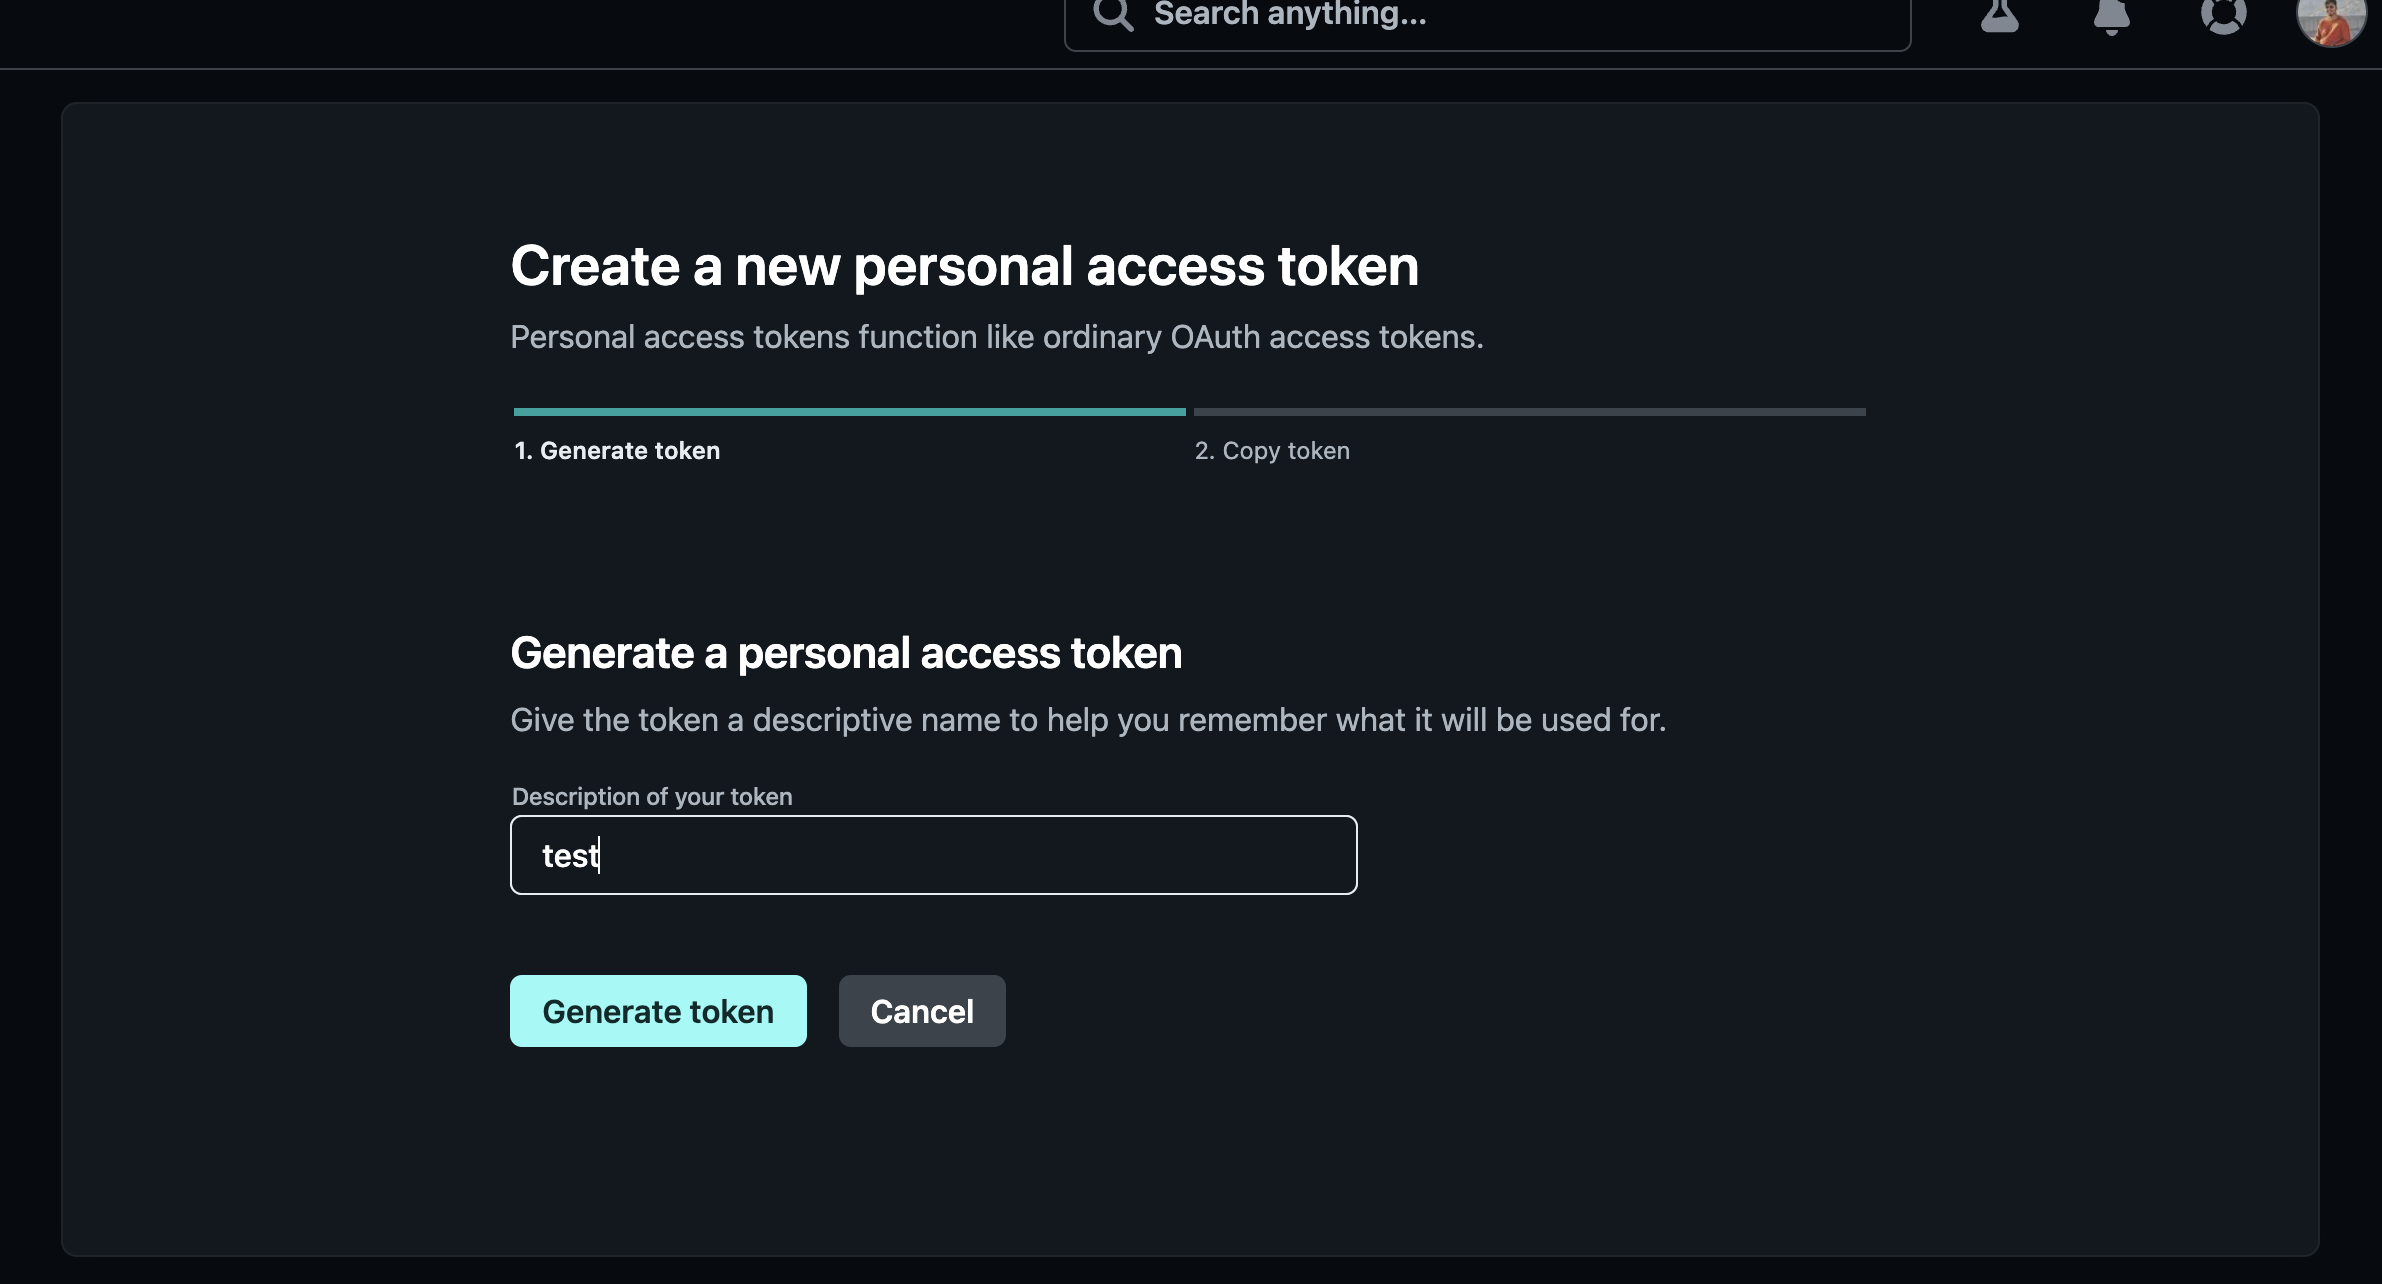 Search anything...
Create a new personal access token
Personal access tokens function like ordinary OAuth access tokens.
1. Generate token
2. Copy token
Generate a personal access token
Give the token a descriptive name to help you remember what it will be used for.
Description of your token
test
Generate token
Cancel